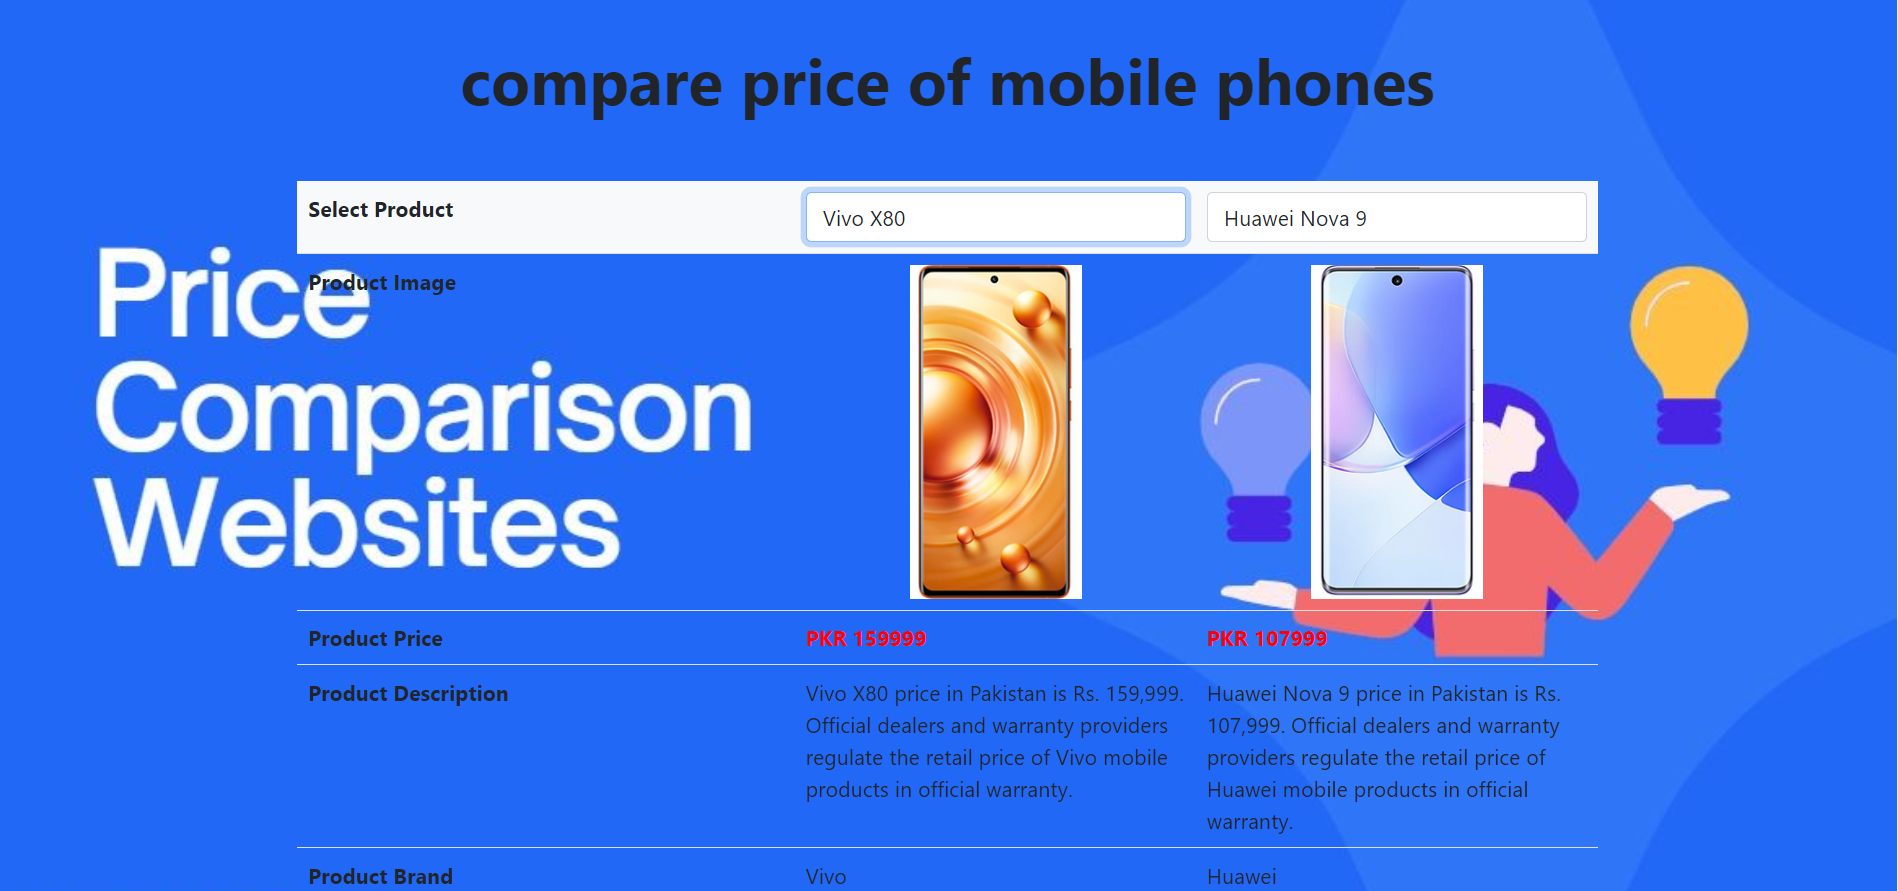 compare price of mobile phones
Select Product
Vivo X80
Huawei Nova 9
Price
Comparison
Websites
Product Image
Product Price
PKR 159999
PKR 107999
Product Description
Vivo X80 price in Pakistan is Rs. 159,999.
Official dealers and warranty providers
regulate the retail price of Vivo mobile
products in official warranty.
Huawei Nova 9 price in Pakistan is Rs.
107,999. Official dealers and warranty
providers regulate the retail price of
Huawei mobile products in official
warranty.
Product Brand
Vivo
Huawei